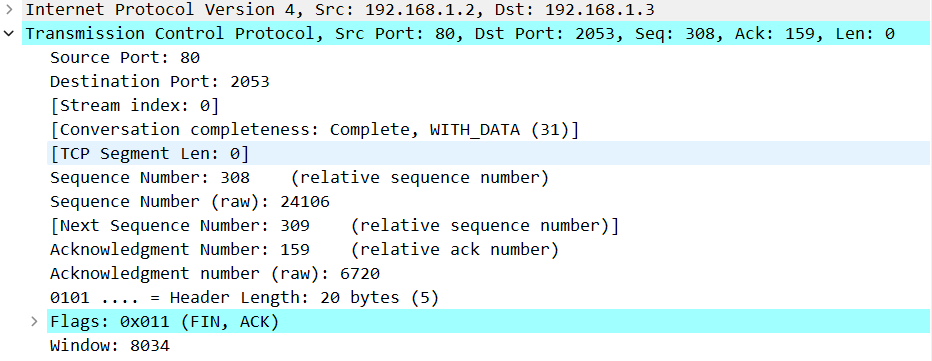 Internet Protocol Version 4, Src: 192.168.1.2, Dst: 192.168.1.3
Transmission Control Protocol, Src Port: 80, Dst Port: 2053, Seq: 308, Ack: 159, Len: 0
Source Port: 80
Destination Port: 2053
[Stream index: 0]
[Conversation completeness: Complete, WITH_DATA (31)]
[TCP Segment Len: 0]
Sequence Number: 308    (relative sequence number)
Sequence Number (raw): 24106
[Next Sequence Number: 309    (relative sequence number)]
Acknowledgment Number: 159    (relative ack number)
Acknowledgment number (raw): 6720
0101 .... = Header Length: 20 bytes (5)
Flags: 0x011 (FIN, ACK)
Window: 8034